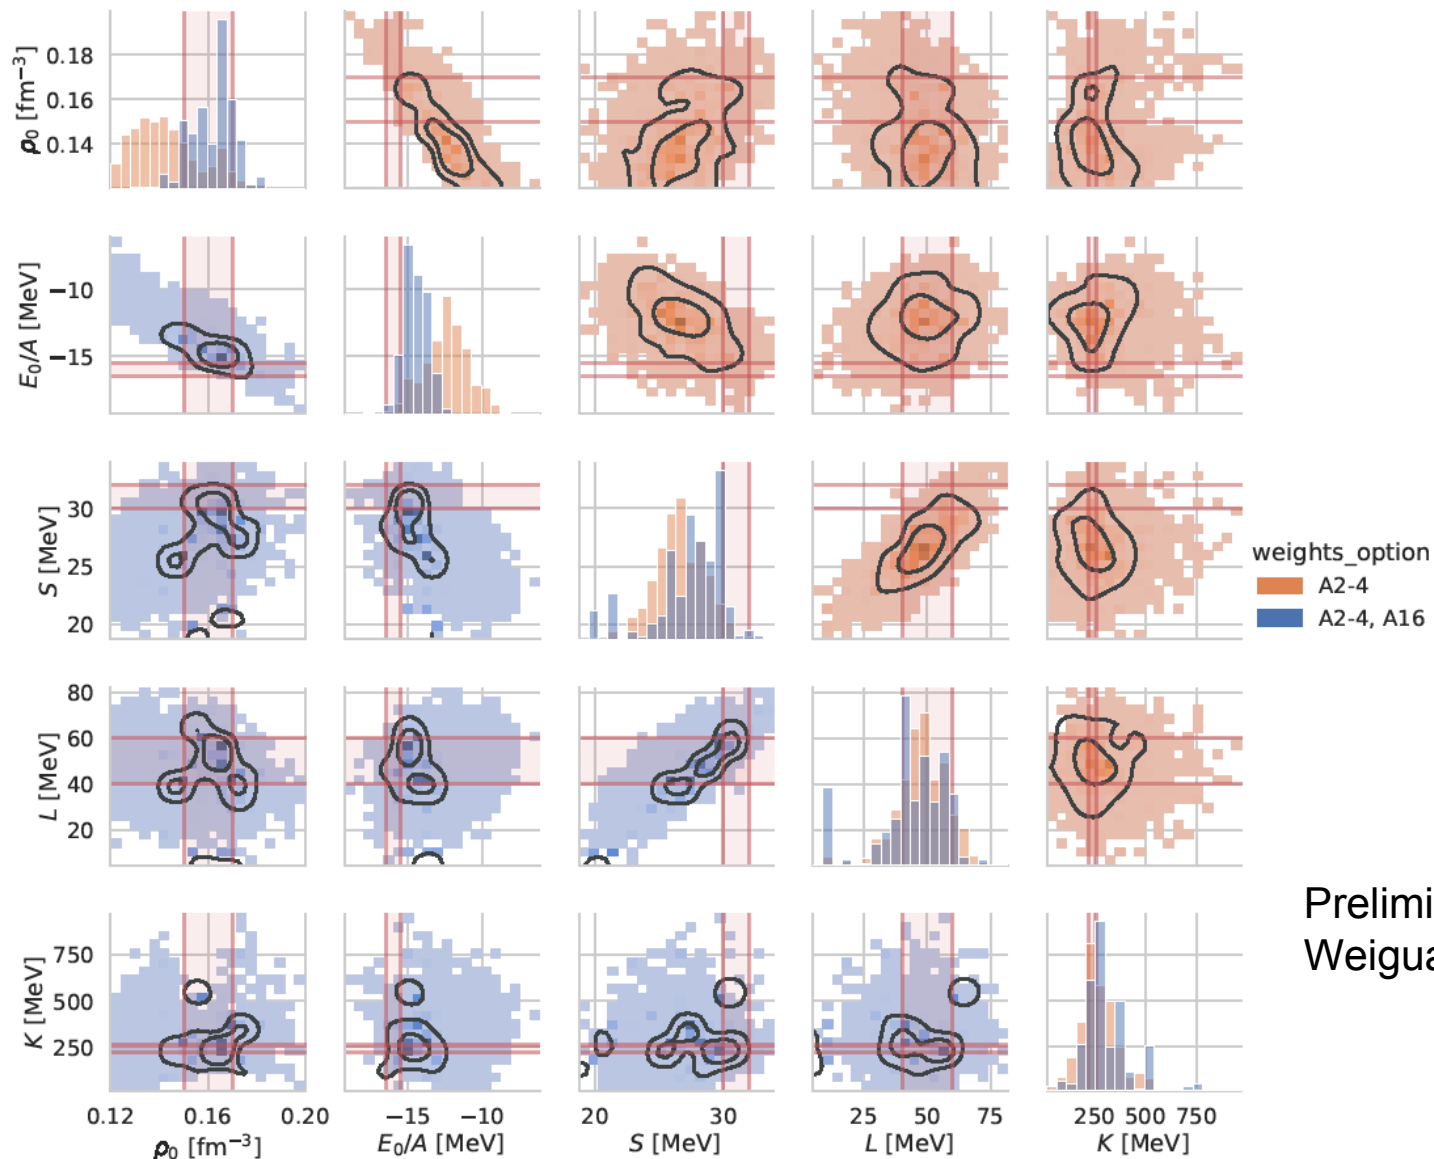 ρ₀ [fm⁻³]
0.18
0.16
0.14
E₀/A [MeV]
−10
−15
S [MeV]
30
25
20
weights_option
A2-4
A2-4, A16
L [MeV]
80
60
40
20
Prelimi
Weigua
K [MeV]
750
500
250
0.12 0.16 0.20 −15 −10 20 30 25 50 75 250 500 750
ρ₀ [fm⁻³] E₀/A [MeV] S [MeV] L [MeV] K [MeV]